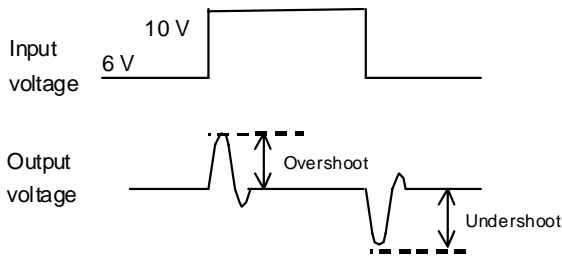 10 V
Input
voltage
6 V
Output
voltage
Overshoot
Undershoot